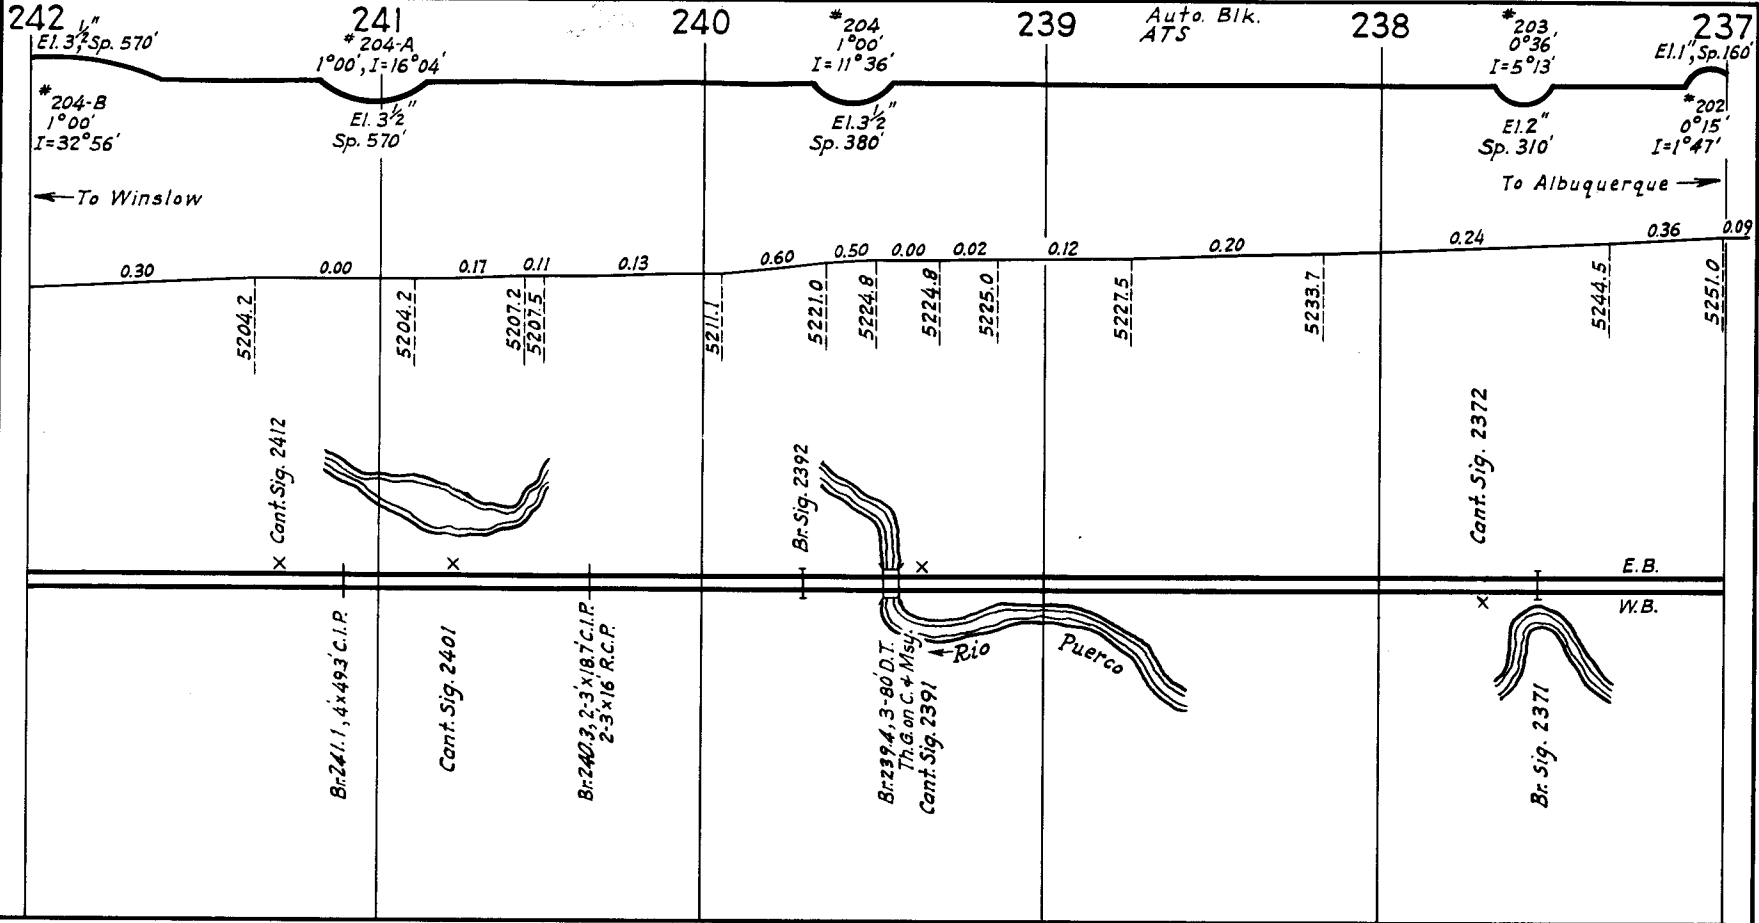 242 241 240 239 238 237
Auto. Blk.
ATS
El. 3½", Sp. 570'
#204-B
1°00'
I=32°56'
#204-A
1°00', I=16°04'
El. 3½"
Sp. 570'
#204
1°00'
I=11°36'
El. 3½"
Sp. 380'
#203
0°36'
I=5°13'
El. 2"
Sp. 310'
El. 1", Sp. 160'
#202
0°15'
I=1°47'
←To Winslow
To Albuquerque→
0.30 0.00 0.17 0.11 0.13 0.60 0.50 0.00 0.02 0.12 0.20 0.24 0.36 0.09
5204.2 5204.2 5207.2 5207.5 5211.1 5221.0 5224.8 5224.8 5225.0 5227.5 5233.7 5244.5 5251.0
Cant. Sig. 2412
Br. Sig. 2392
Cant. Sig. 2372
E.B.
W.B.
Br. 241.1, 4'x49.3' C.I.P.
Cant. Sig. 2401
Br. 240.3, 2-3'x18.7' C.I.P.
2-3'x16' R.C.P.
Br. 239.4, 3-80' D.T.
Th. G. on C. & Msy.
Cant. Sig. 2391
←Rio Puerco
Br. Sig. 2371